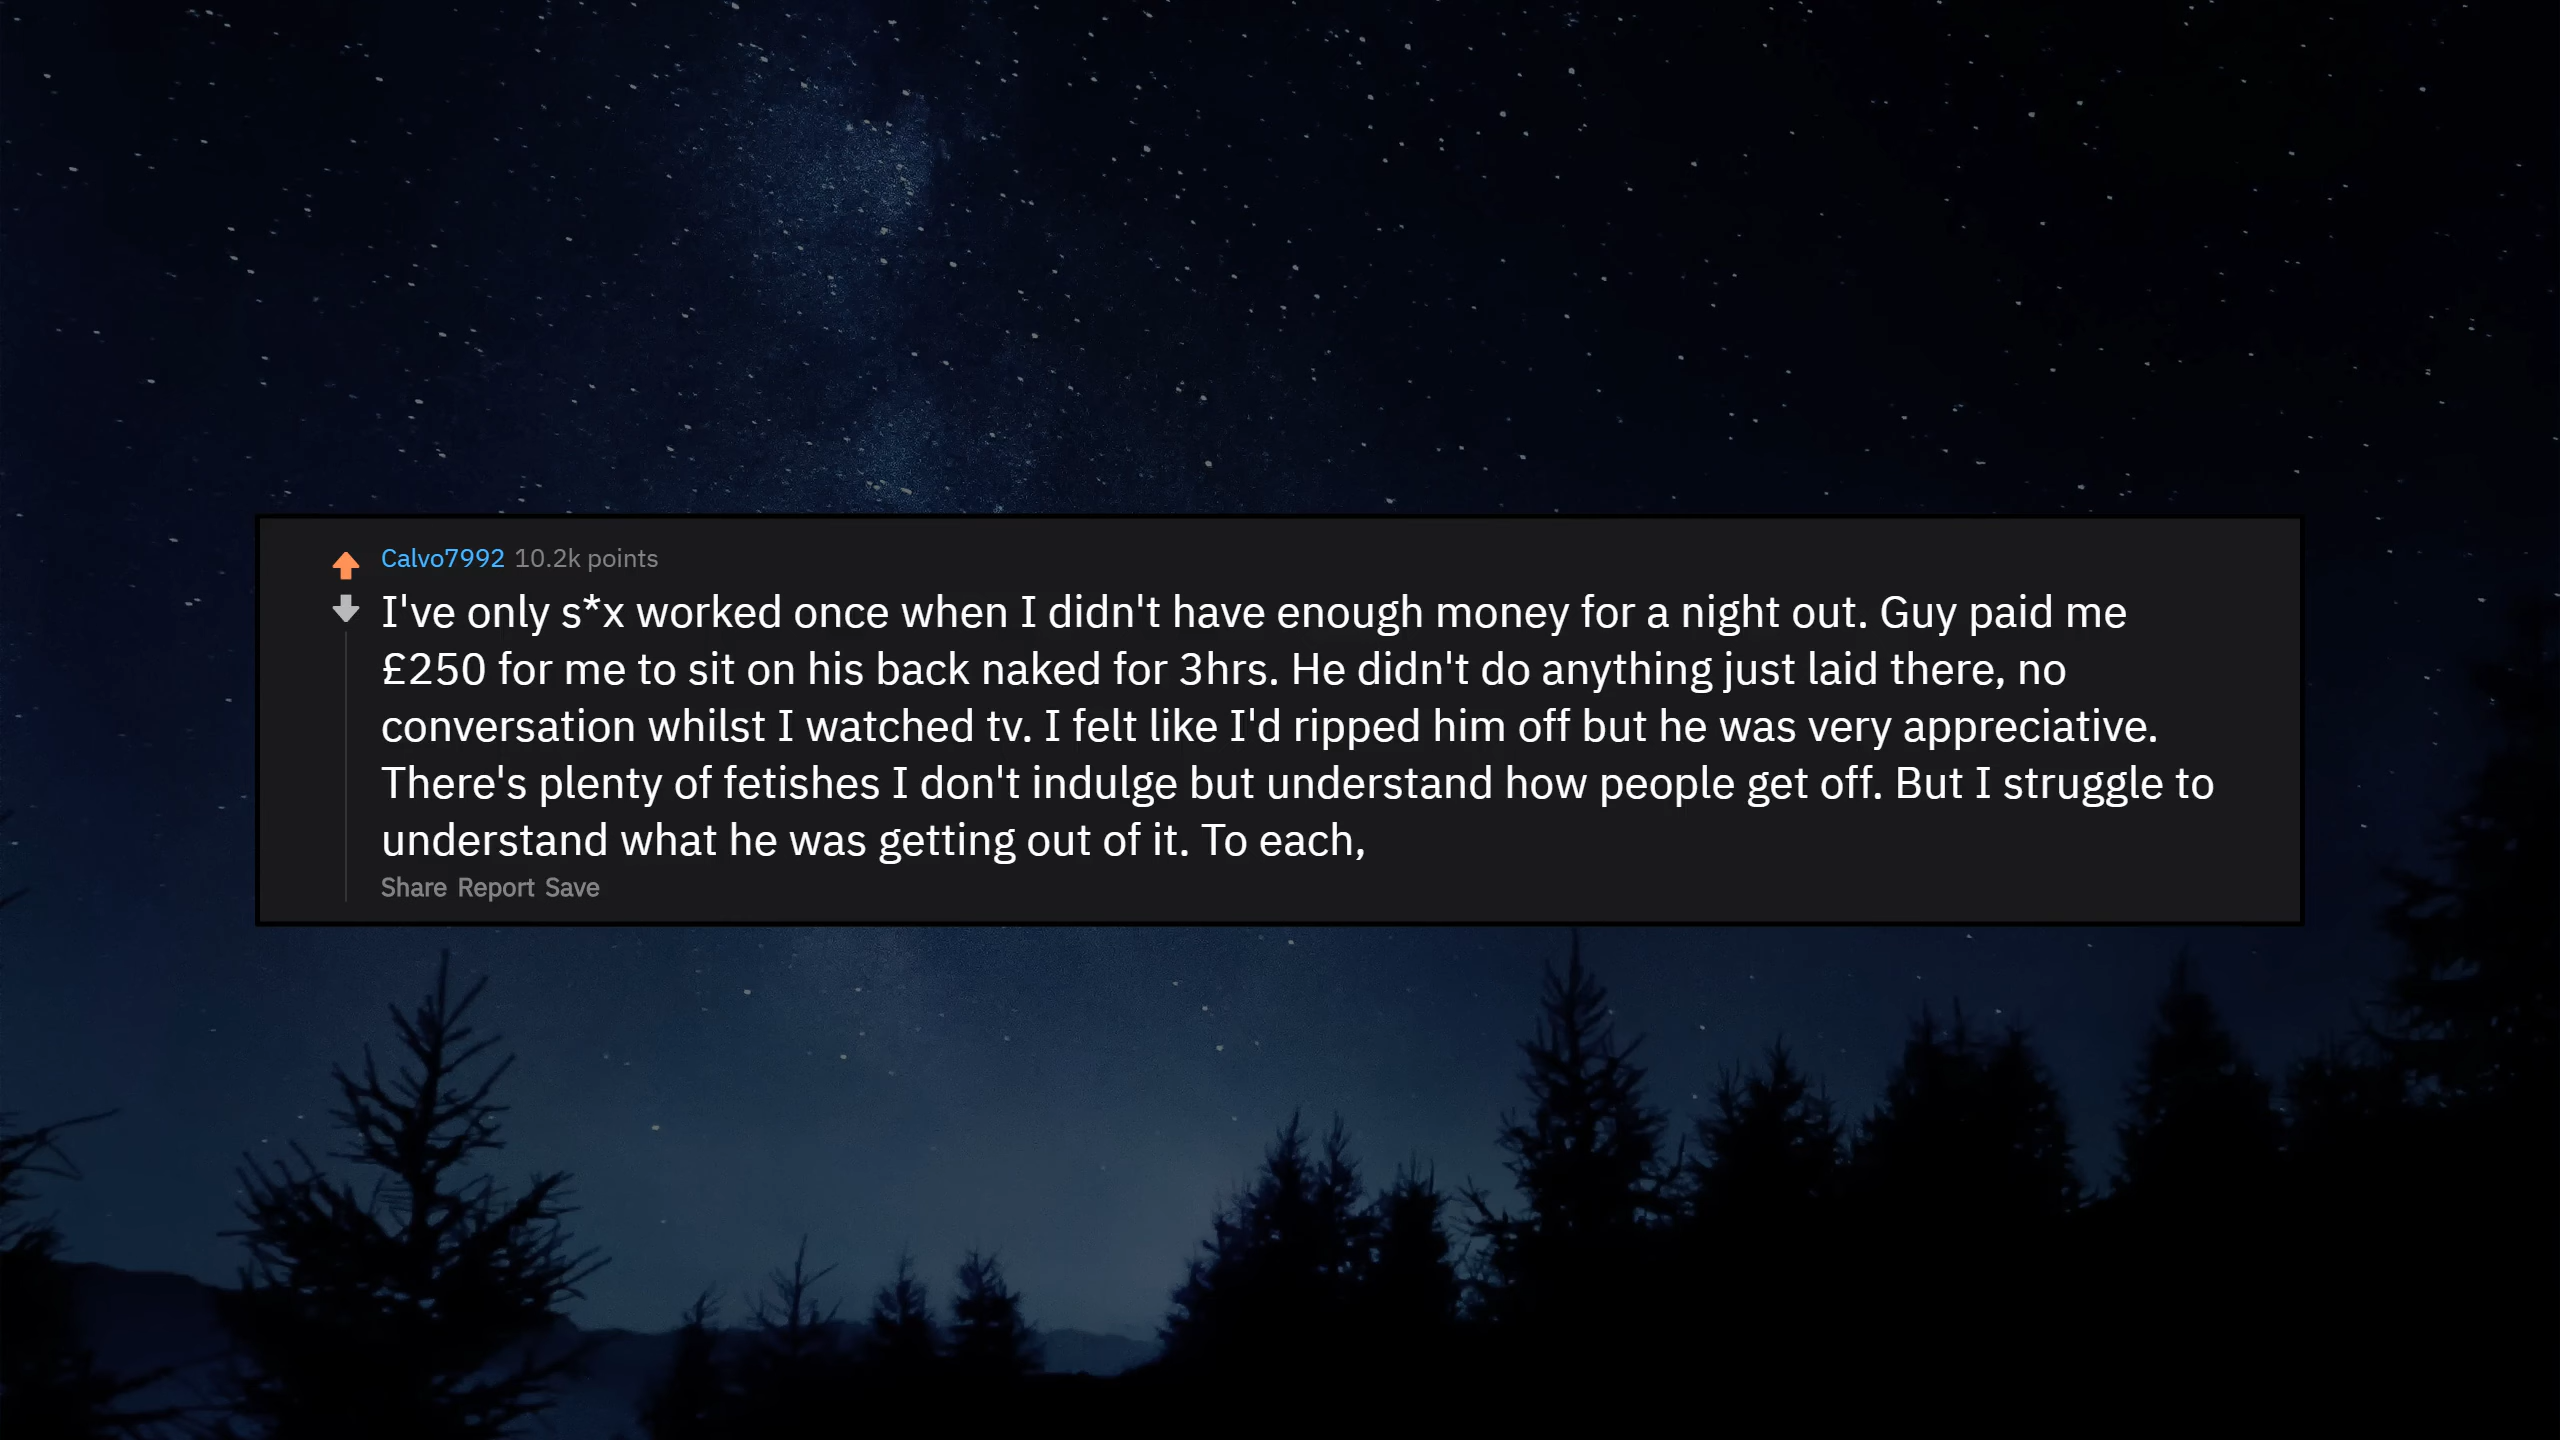 Calvo7992 10.2k points
I've only s*x worked once when I didn't have enough money for a night out. Guy paid me
£250 for me to sit on his back naked for 3hrs. He didn't do anything just laid there, no
conversation whilst I watched tv. I felt like I'd ripped him off but he was very appreciative.
There's plenty of fetishes I don't indulge but understand how people get off. But I struggle to
understand what he was getting out of it. To each,
Share Report Save